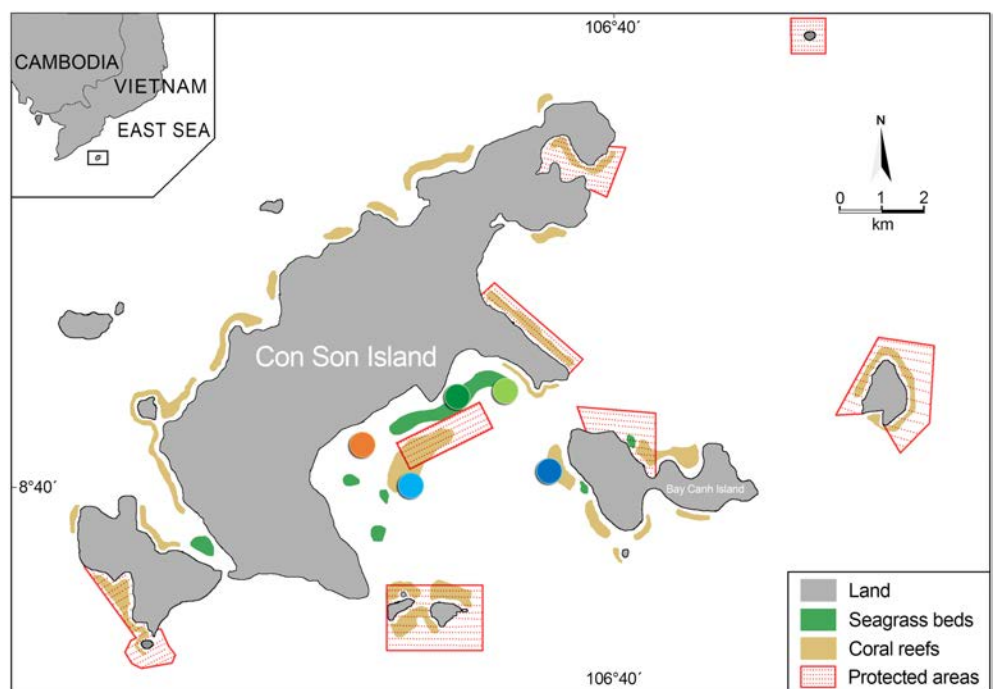 106°40'
CAMBODIA
VIETNAM
EAST SEA
N
0 1 2
km
Con Son Island
8°40'
Bay Canh Island
Land
Seagrass beds
Coral reefs
Protected areas
106°40'